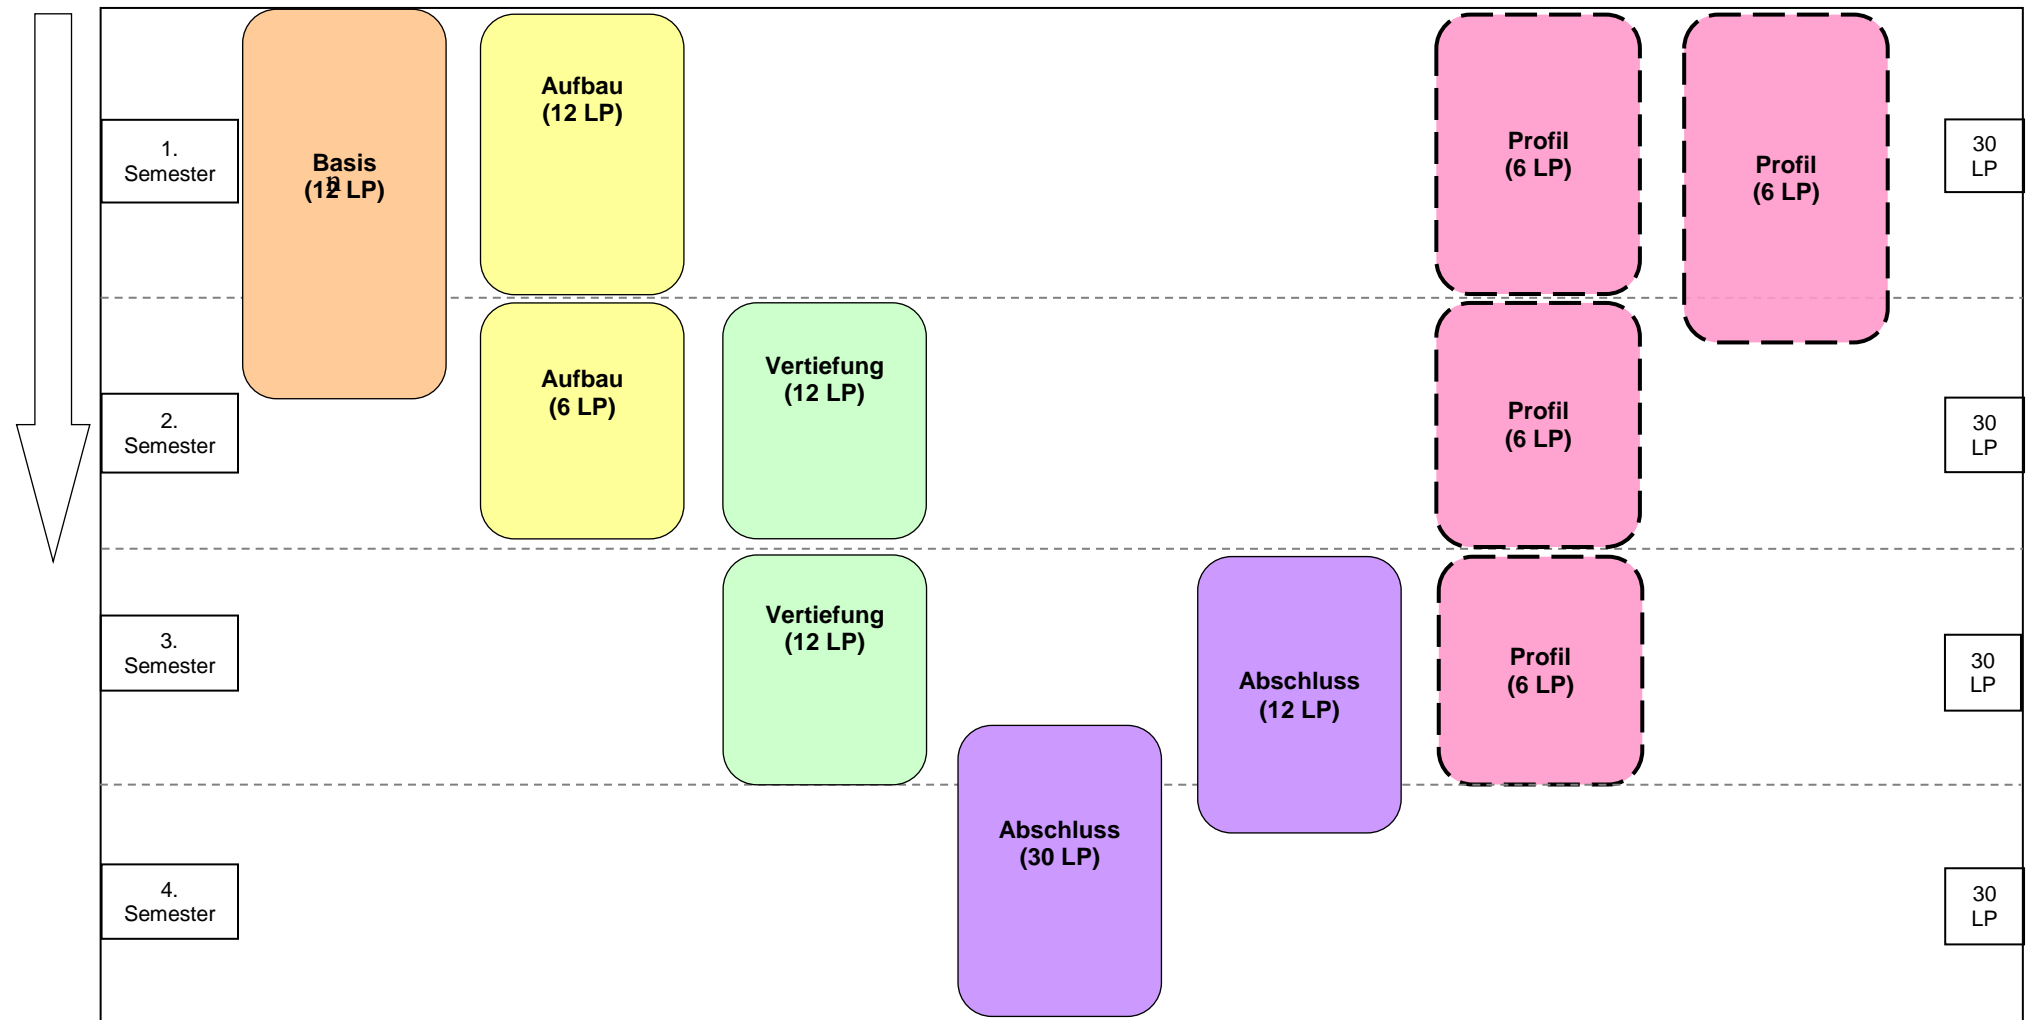 1.
Semester
Basis
(12 LP)
n
Aufbau
(12 LP)
Profil
(6 LP)
Profil
(6 LP)
30
LP
2.
Semester
Aufbau
(6 LP)
Vertiefung
(12 LP)
Profil
(6 LP)
30
LP
3.
Semester
Vertiefung
(12 LP)
Abschluss
(12 LP)
Profil
(6 LP)
30
LP
4.
Semester
Abschluss
(30 LP)
30
LP